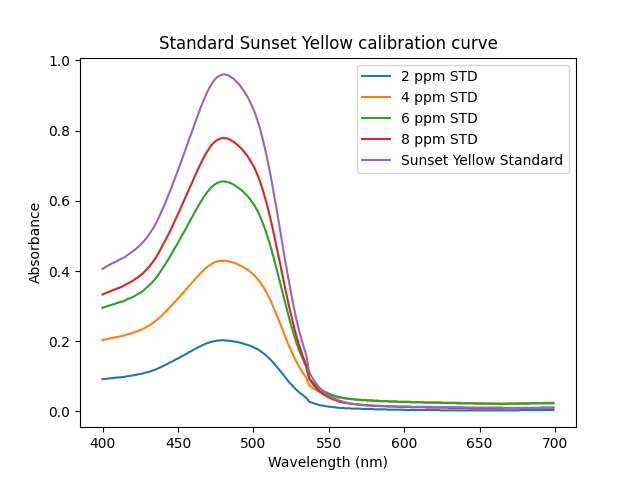 Standard Sunset Yellow calibration curve
1.0
0.8
0.6
0.4
0.2
0.0
Absorbance
2 ppm STD
4 ppm STD
6 ppm STD
8 ppm STD
Sunset Yellow Standard
400 450 500 550 600 650 700
Wavelength (nm)